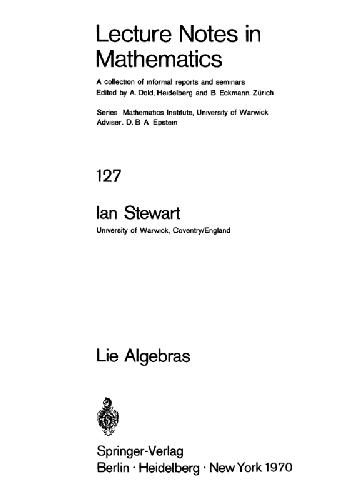 Lecture Notes in
Mathematics
A collection of informal reports and seminars
Edited by A. Dold, Heidelberg and B. Eckmann, Zürich
Series: Mathematics Institute, University of Warwick
Adviser: D. B. A. Epstein
127
Ian Stewart
University of Warwick, Coventry/England
Lie Algebras
Springer-Verlag
Berlin · Heidelberg · New York 1970